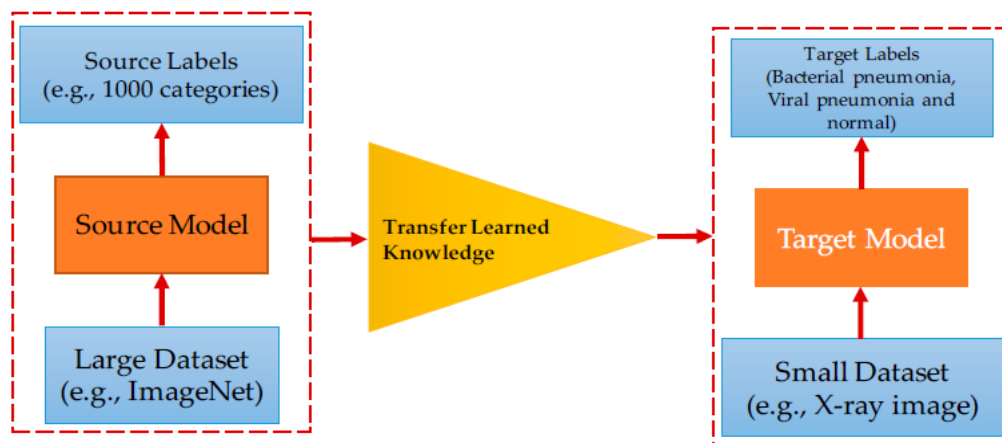 Source Labels
(e.g., 1000 categories)
Source Model
Large Dataset
(e.g., ImageNet)
Transfer Learned
Knowledge
Target Labels
(Bacterial pneumonia,
Viral pneumonia and
normal)
Target Model
Small Dataset
(e.g., X-ray image)